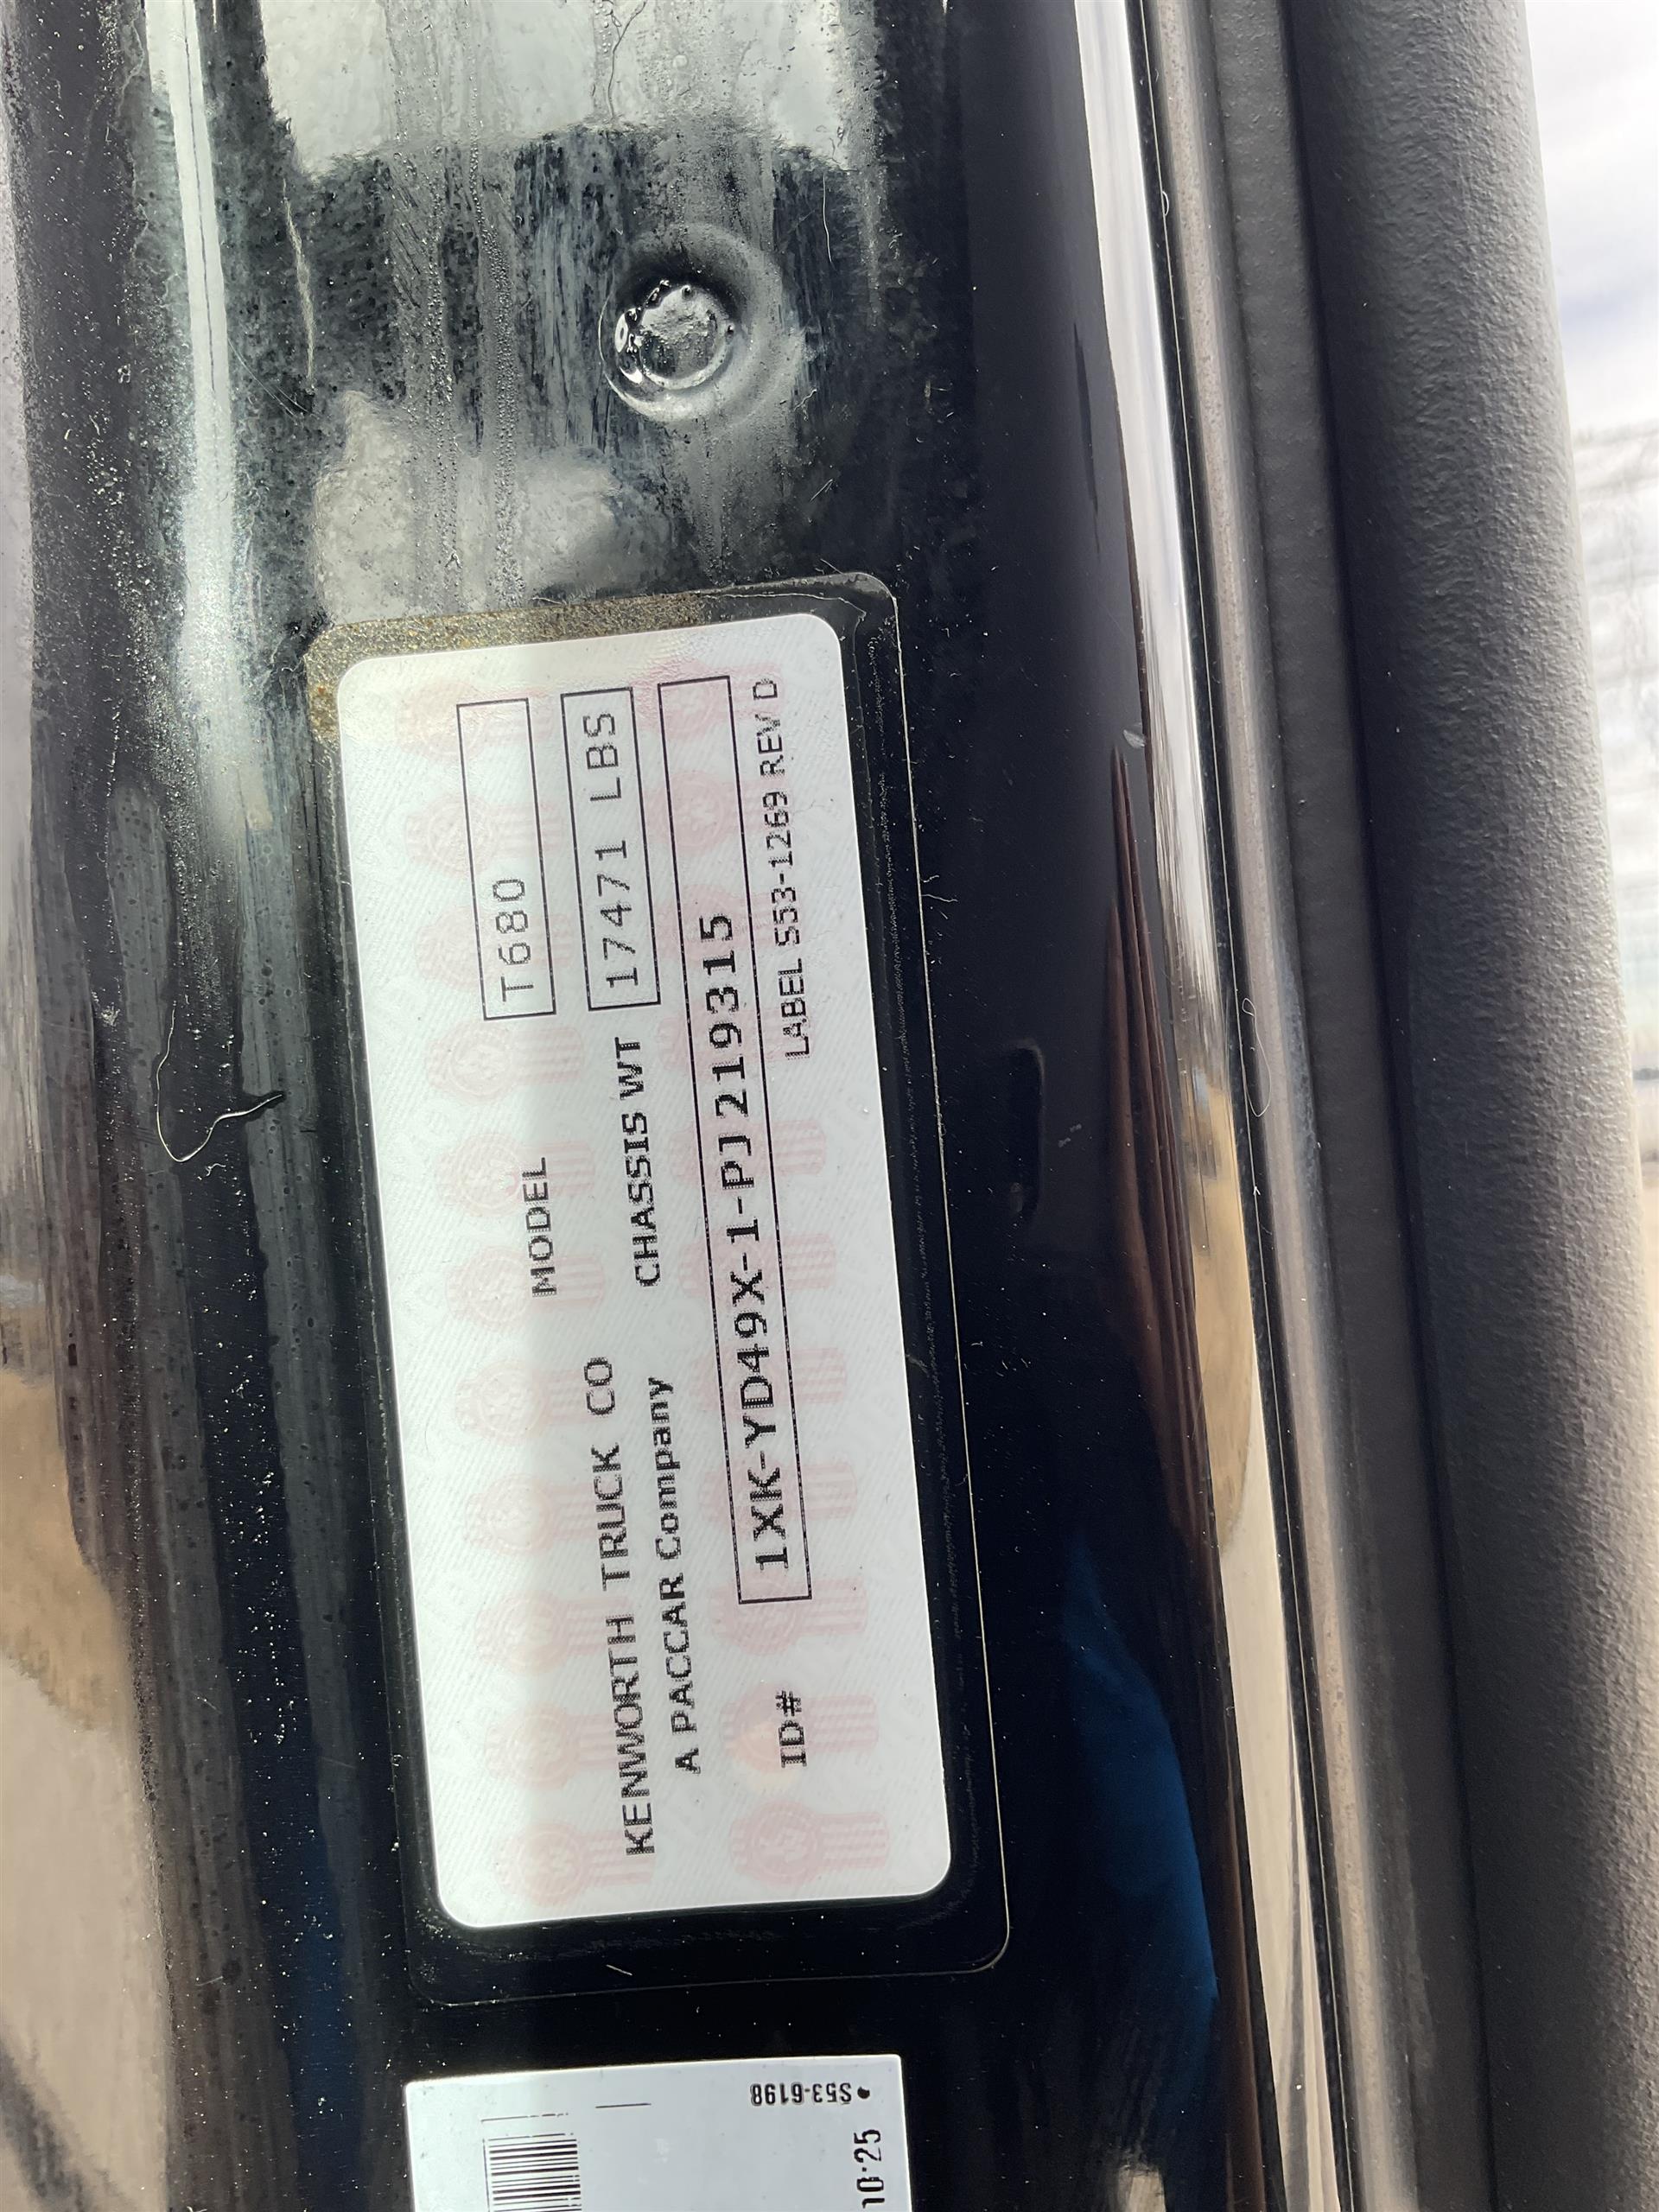 MODEL T680
KENWORTH TRUCK CO
CHASSIS WT 17471 LBS
A PACCAR Company
ID# 1XK-YD49X-1-PJ219315
LABEL S53-1269 REV D
• S53-6198
10:25